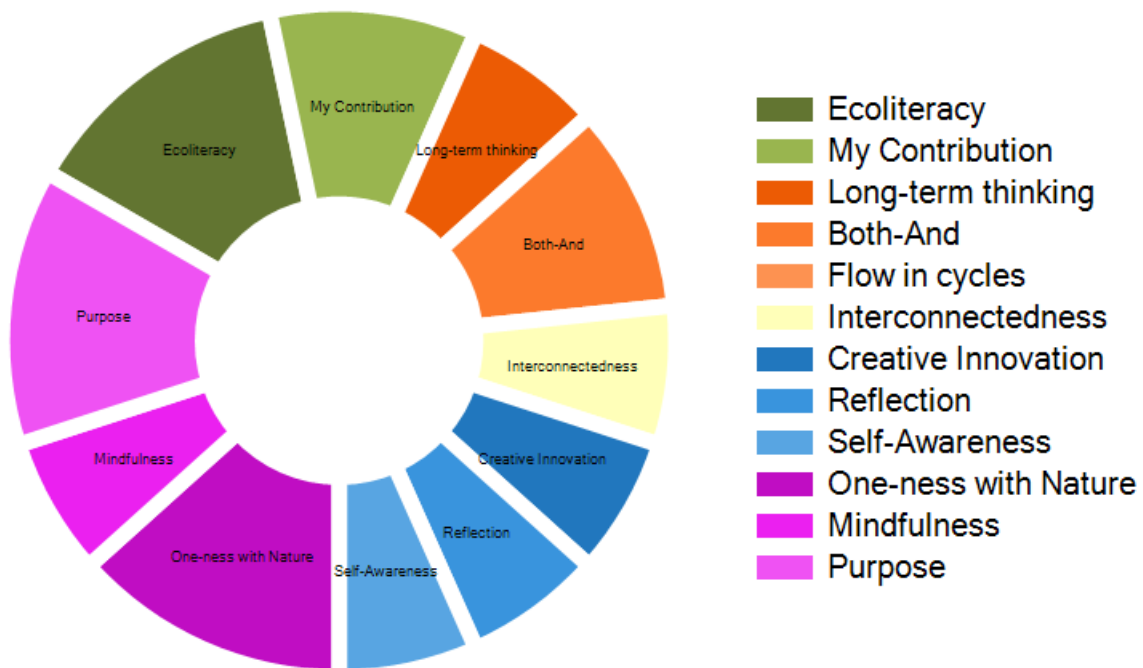 My Contribution
Ecoliteracy
Long-term thinking
Both-And
Purpose
Interconnectedness
Mindfulness
Creative Innovation
Reflection
One-ness with Nature
Self-Awareness
Ecoliteracy
My Contribution
Long-term thinking
Both-And
Flow in cycles
Interconnectedness
Creative Innovation
Reflection
Self-Awareness
One-ness with Nature
Mindfulness
Purpose